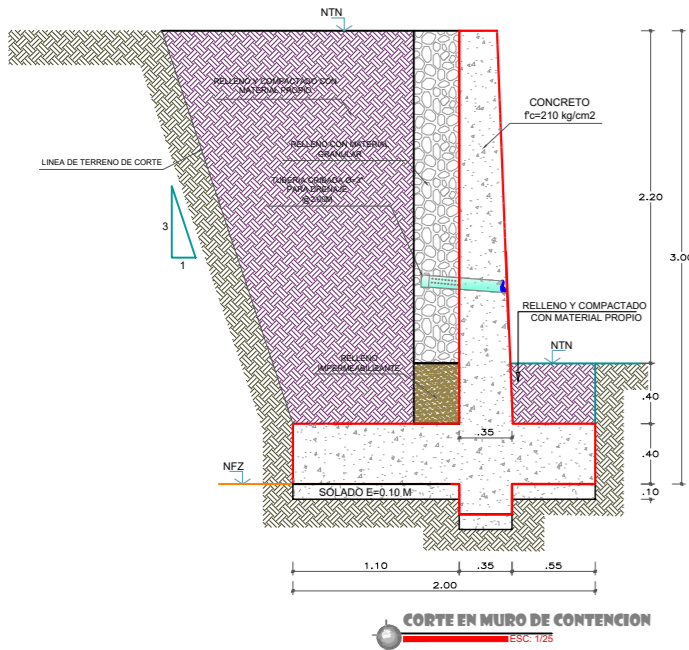 NTN
RELLENO Y COMPACTADO CON
MATERIAL PROPIO
CONCRETO
f'c=210 kg/cm2
RELLENO CON MATERIAL
GRANULAR
LINEA DE TERRENO DE CORTE
TUBERIA CRIBADA Ø=3"
PARA DRENAJE
@2.00M
2.20
3
1
3.00
RELLENO Y COMPACTADO
CON MATERIAL PROPIO
NTN
RELLENO
IMPERMEABILIZANTE
.40
.35
.40
NFZ
SOLADO E=0.10 M
.10
1.10
.35
.55
2.00
CORTE EN MURO DE CONTENCION
ESC: 1/25